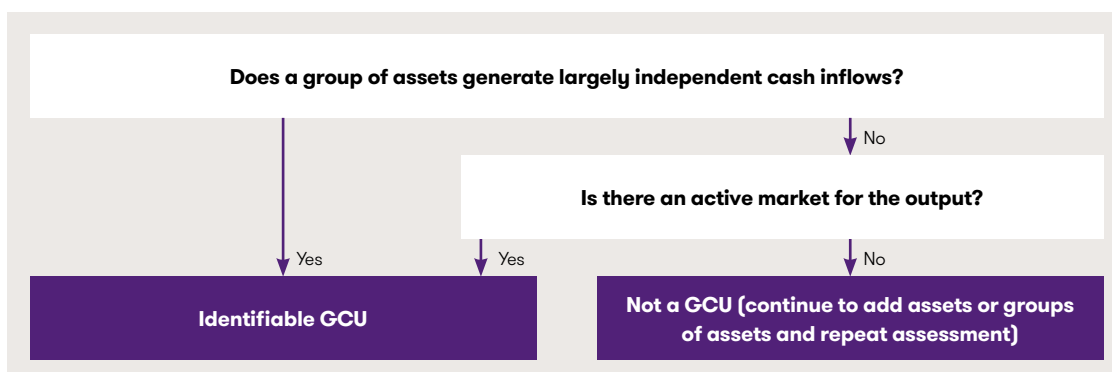 Does a group of assets generate largely independent cash inflows?
No
Is there an active market for the output?
Yes
Yes
No
Identifiable GCU
Not a GCU (continue to add assets or groups
of assets and repeat assessment)